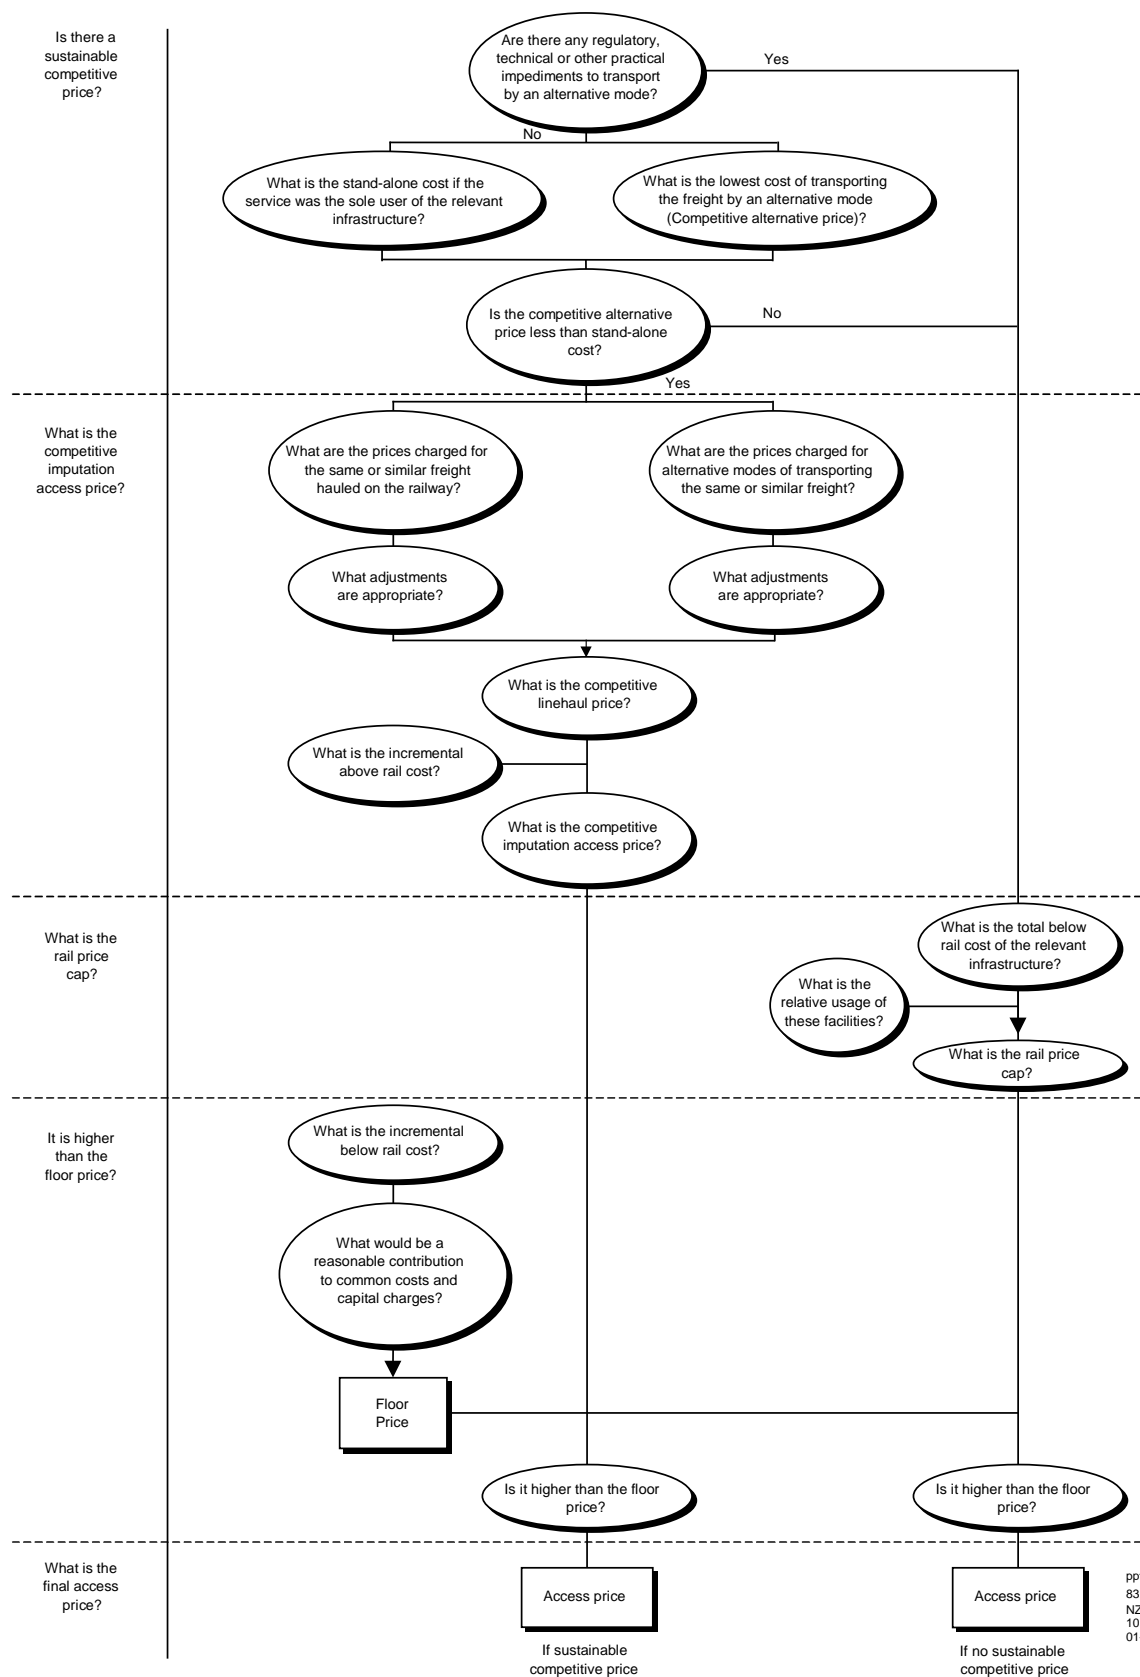 Is there a
sustainable
competitive
price?
Are there any regulatory,
technical or other practical
impediments to transport
by an alternative mode?
Yes
No
What is the stand-alone cost if the
service was the sole user of the relevant
infrastructure?
What is the lowest cost of transporting
the freight by an alternative mode
(Competitive alternative price)?
Is the competitive alternative
price less than stand-alone
cost?
No
Yes
What is the
competitive
imputation
access price?
What are the prices charged for
the same or similar freight
hauled on the railway?
What are the prices charged for
alternative modes of transporting
the same or similar freight?
What adjustments
are appropriate?
What adjustments
are appropriate?
What is the competitive
linehaul price?
What is the incremental
above rail cost?
What is the competitive
imputation access price?
What is the
rail price
cap?
What is the total below
rail cost of the relevant
infrastructure?
What is the
relative usage of
these facilities?
What is the rail price
cap?
It is higher
than the
floor price?
What is the incremental
below rail cost?
What would be a
reasonable contribution
to common costs and
capital charges?
Floor
Price
Is it higher than the floor
price?
Is it higher than the floor
price?
What is the
final access
price?
Access price
If sustainable
competitive price
Access price
If no sustainable
competitive price
NZ
10
01